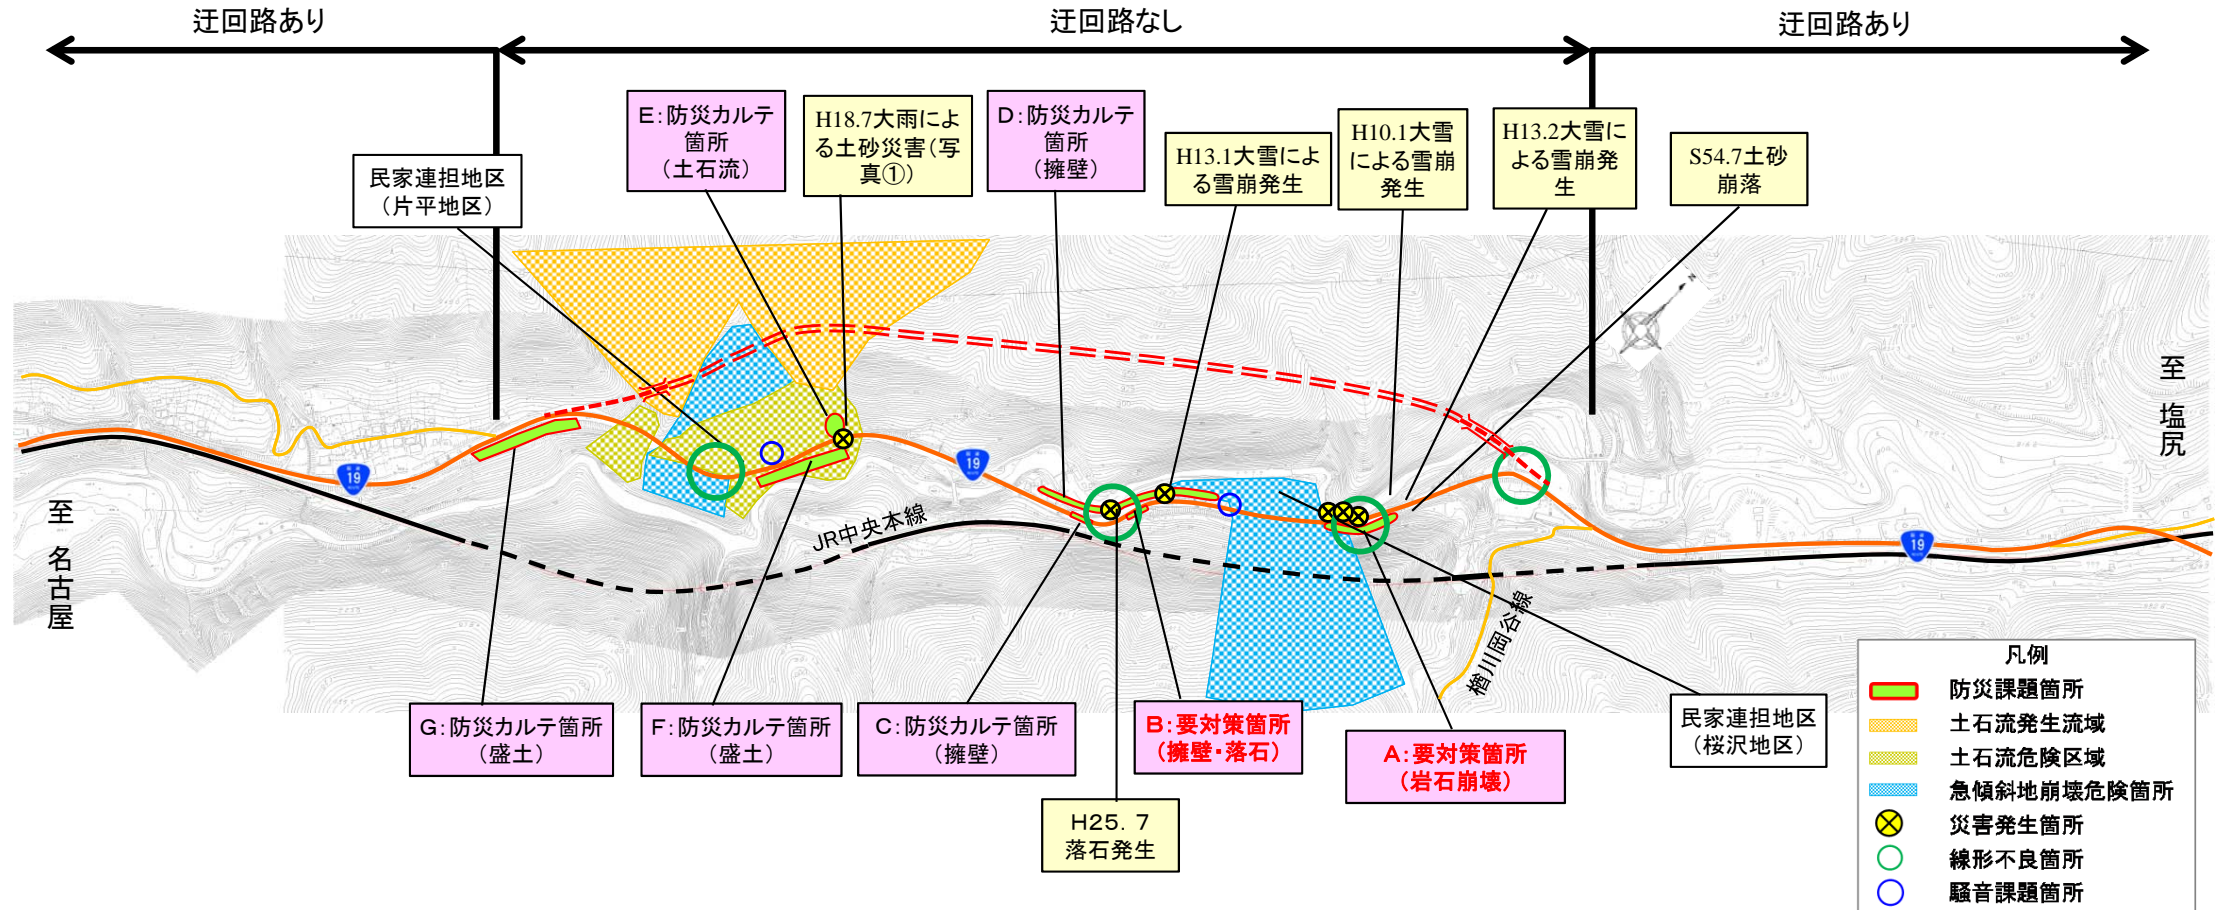 迂回路あり
迂回路なし
迂回路あり
E:防災カルテ
箇所
(土石流)
H18.7大雨によ
る土砂災害(写
真①)
D:防災カルテ
箇所
(擁壁)
H13.1大雪によ
る雪崩発生
H10.1大雪
による雪崩
発生
H13.2大雪に
よる雪崩発
生
S54.7土砂
崩落
民家連担地区
(片平地区)
N
至 塩尻
19
19
19
至 名古屋
JR中央本線
楢川岡谷線
G:防災カルテ箇所
(盛土)
F:防災カルテ箇所
(盛土)
C:防災カルテ箇所
(擁壁)
B:要対策箇所
(擁壁・落石)
A:要対策箇所
(岩石崩壊)
民家連担地区
(桜沢地区)
H25.7
落石発生
凡例
防災課題箇所
土石流発生流域
土石流危険区域
急傾斜地崩壊危険箇所
災害発生箇所
線形不良箇所
騒音課題箇所